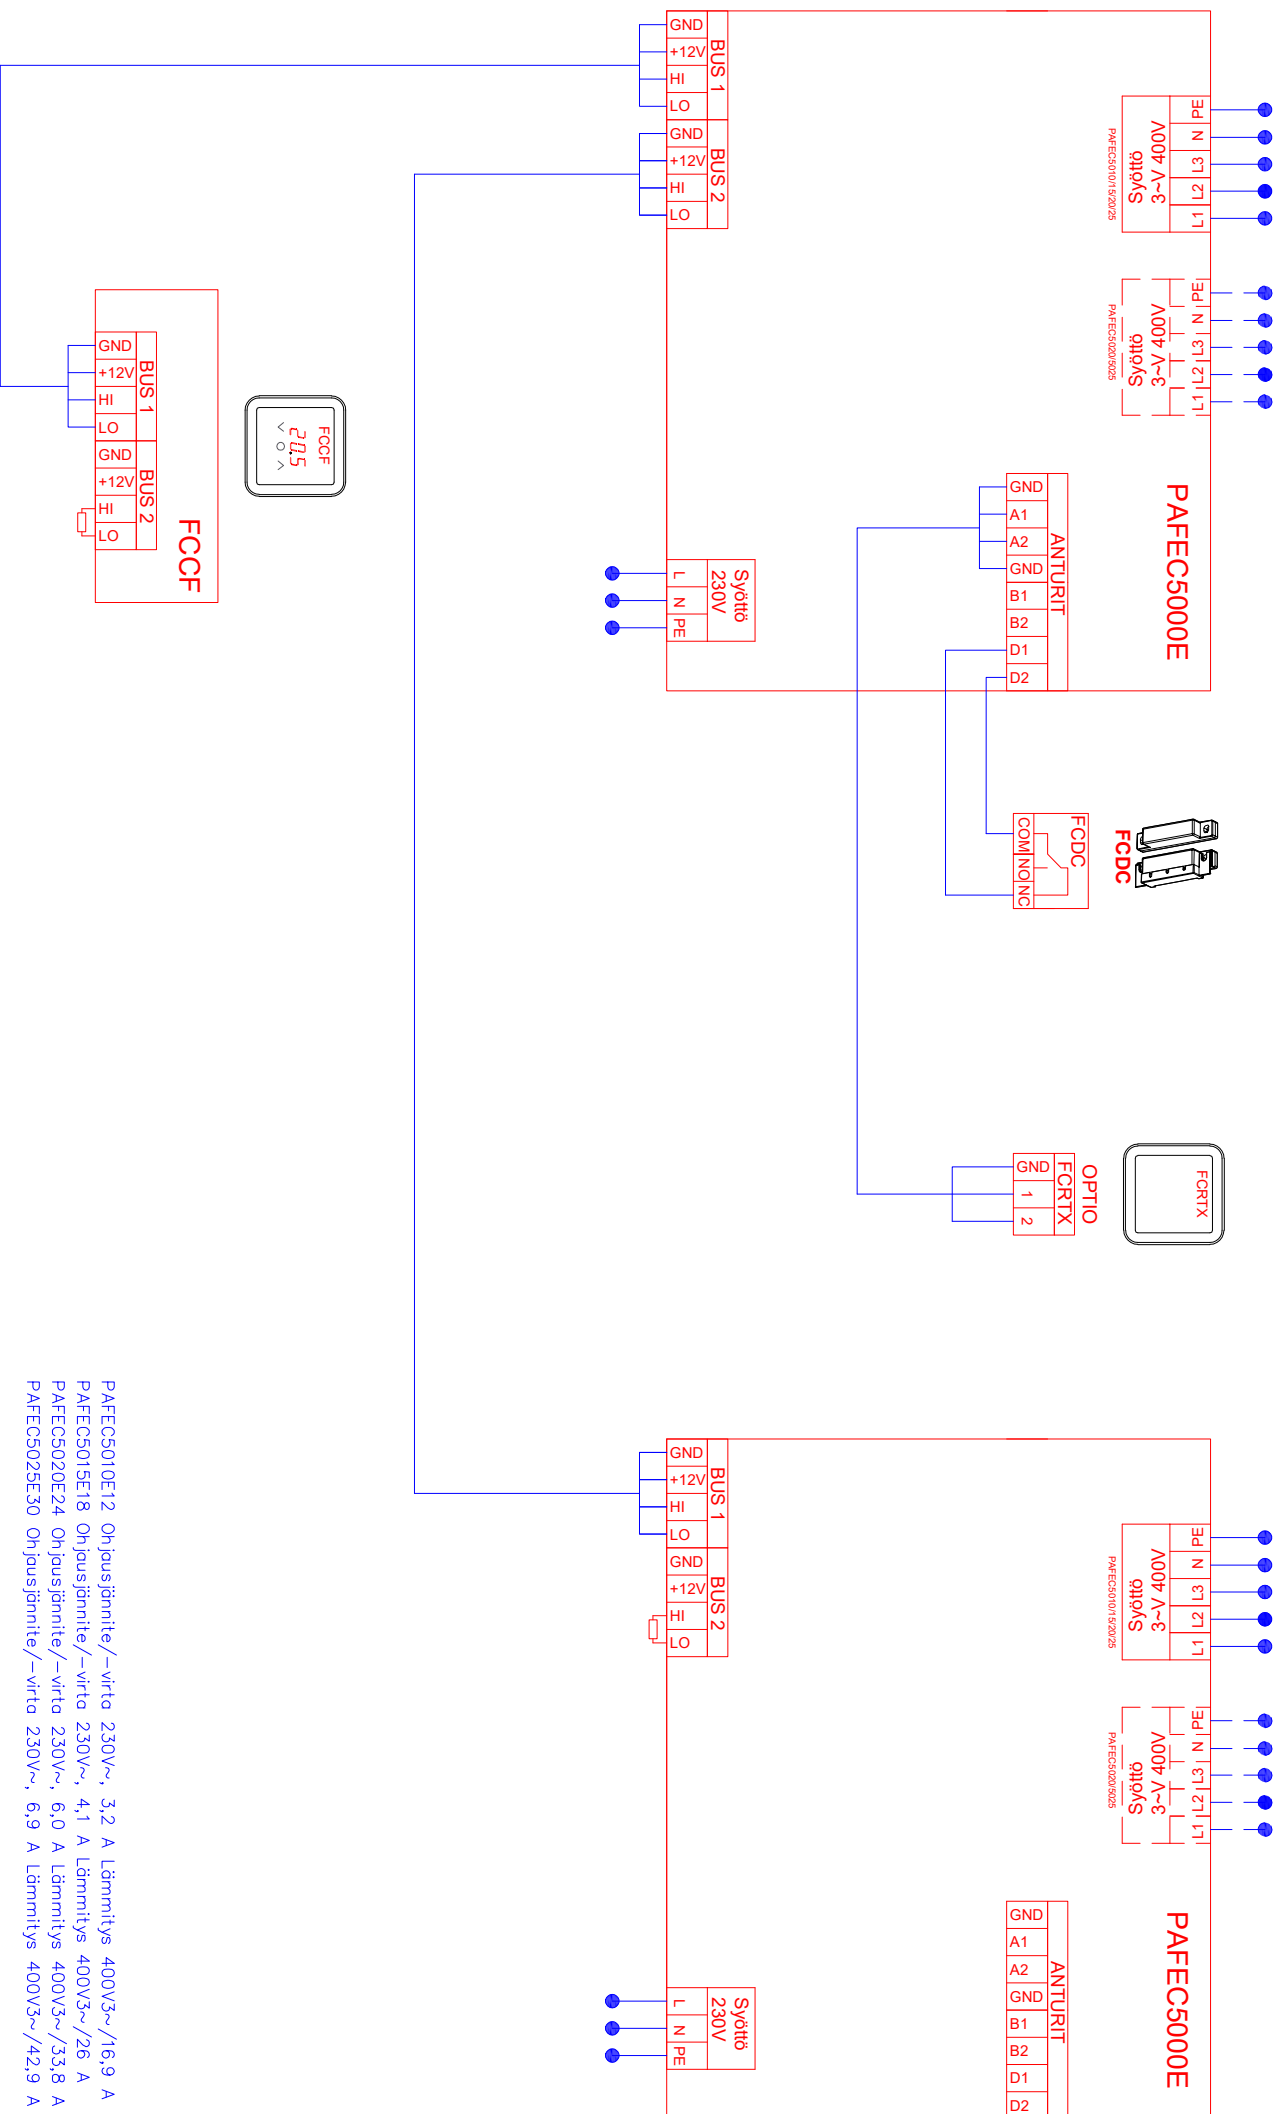 GND
+12V
HI
LO
BUS 1
GND
+12V
HI
LO
BUS 2
PE
N
L3
L2
L1
3~V 400V
Syöttö
PAFEC5010/15/20/25
PE
N
L3
L2
L1
3~V 400V
Syöttö
PAFEC5020/5025
PAFEC5000E
GND
A1
A2
GND
B1
B2
D1
D2
ANTURIT
Syöttö
230V
L
N
PE
GND
+12V
HI
LO
BUS 1
GND
+12V
HI
LO
BUS 2
FCCF
FCCF
20.5
FCDC
COM
NO
NC
FCDC
OPTIO
FCRTX
GND
1
2
FCRTX
GND
+12V
HI
LO
BUS 1
GND
+12V
HI
LO
BUS 2
PE
N
L3
L2
L1
3~V 400V
Syöttö
PAFEC5010/15/20/25
PE
N
L3
L2
L1
3~V 400V
Syöttö
PAFEC5020/5025
PAFEC5000E
GND
A1
A2
GND
B1
B2
D1
D2
ANTURIT
Syöttö
230V
L
N
PE
PAFEC5010E12 Ohjausjännite/-virta 230V~, 3,2 A Lämmitys 400V3~/16,9 A
PAFEC5015E18 Ohjausjännite/-virta 230V~, 4,1 A Lämmitys 400V3~/26 A
PAFEC5020E24 Ohjausjännite/-virta 230V~, 6,0 A Lämmitys 400V3~/33,8 A
PAFEC5025E30 Ohjausjännite/-virta 230V~, 6,9 A Lämmitys 400V3~/42,9 A